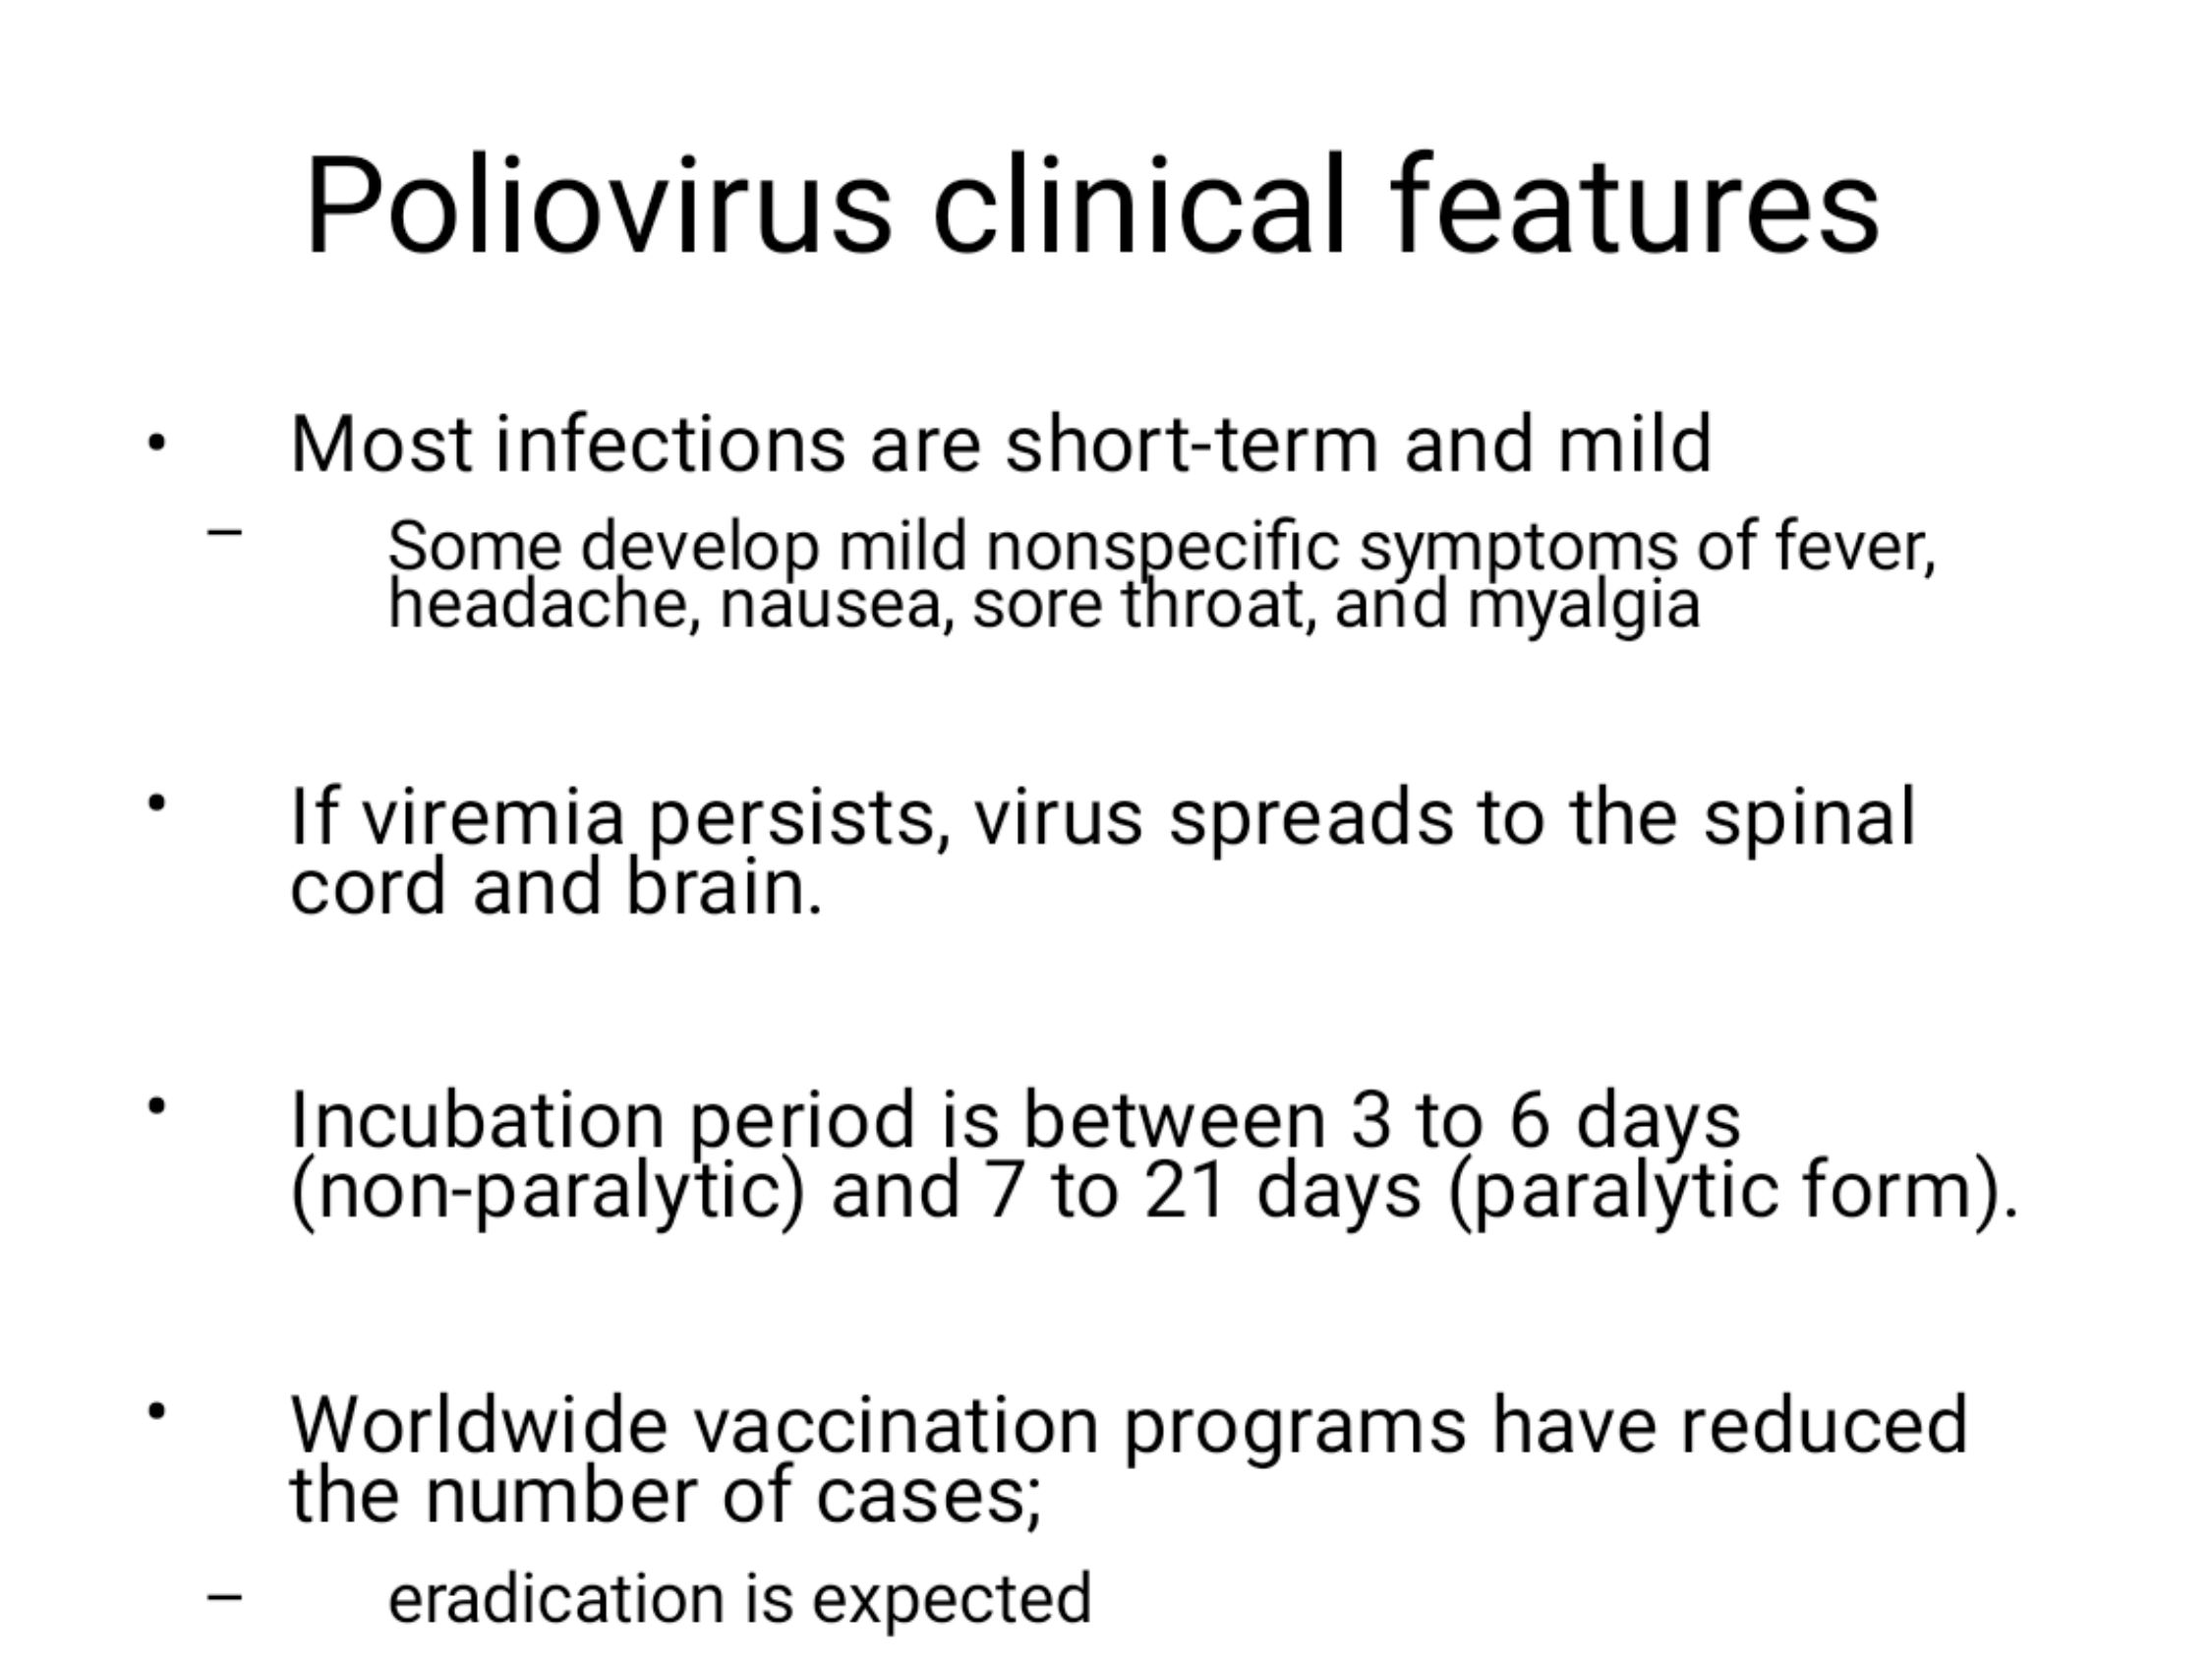 Poliovirus clinical features
• Most infections are short-term and mild
– Some develop mild nonspecific symptoms of fever,
headache, nausea, sore throat, and myalgia
• If viremia persists, virus spreads to the spinal
cord and brain.
• Incubation period is between 3 to 6 days
(non-paralytic) and 7 to 21 days (paralytic form).
• Worldwide vaccination programs have reduced
the number of cases;
– eradication is expected